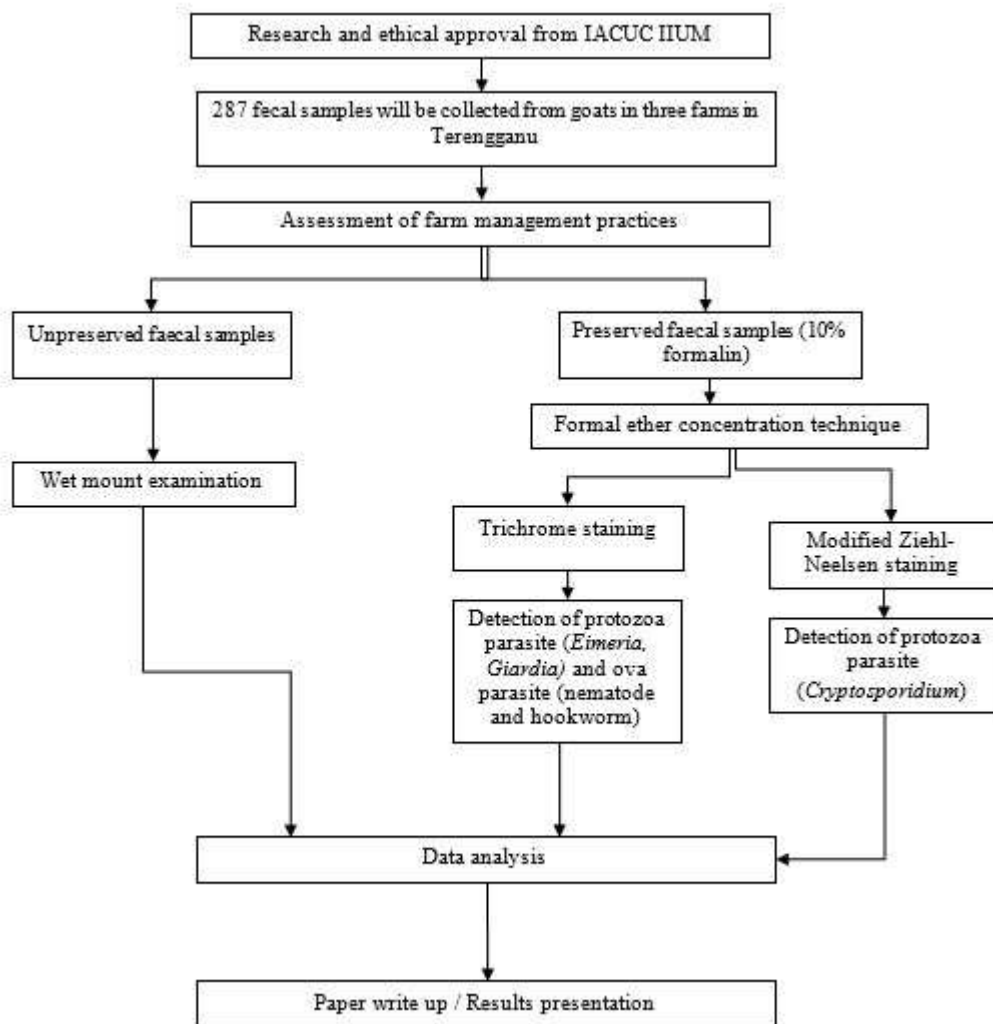 Research and ethical approval from IACUC IIUM
287 fecal samples will be collected from goats in three farms in
Terengganu
Assessment of farm management practices
Unpreserved faecal samples
Preserved faecal samples (10%
formalin)
Formal ether concentration technique
Wet mount examination
Trichrome staining
Modified Ziehl-
Neelsen staining
Detection of protozoa
parasite (Eimeria,
Giardia) and ova
parasite (nematode
and hookworm)
Detection of protozoa
parasite
(Cryptosporidium)
Data analysis
Paper write up / Results presentation